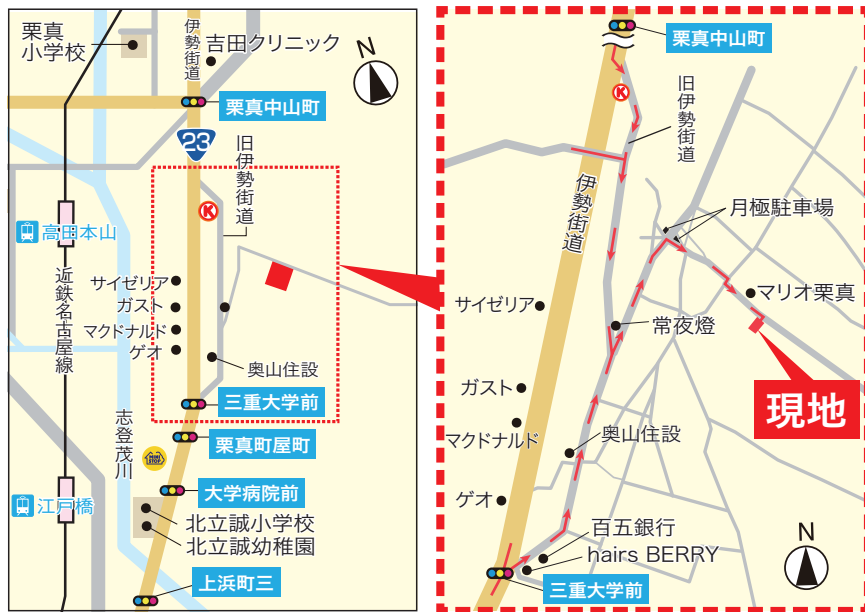 栗真
小学校
伊勢街道
吉田クリニック
N
栗真中山町
23
旧伊勢街道
K
高田本山
近鉄名古屋線
サイゼリア
ガスト
マクドナルド
ゲオ
奥山住設
三重大学前
志登茂川
栗真町屋町
大学病院前
江戸橋
北立誠小学校
北立誠幼稚園
上浜町三
栗真中山町
K
旧伊勢街道
伊勢街道
月極駐車場
サイゼリア
マリオ栗真
常夜燈
ガスト
現地
マクドナルド
奥山住設
ゲオ
百五銀行
hairs BERRY
三重大学前
N